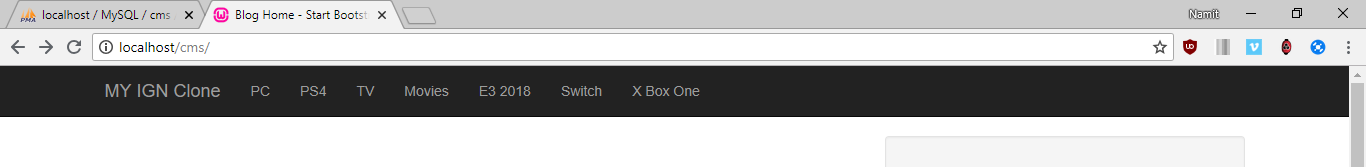 localhost / MySQL / cms
Blog Home - Start Bootst
Namit
localhost/cms/
MY IGN Clone PC PS4 TV Movies E3 2018 Switch X Box One